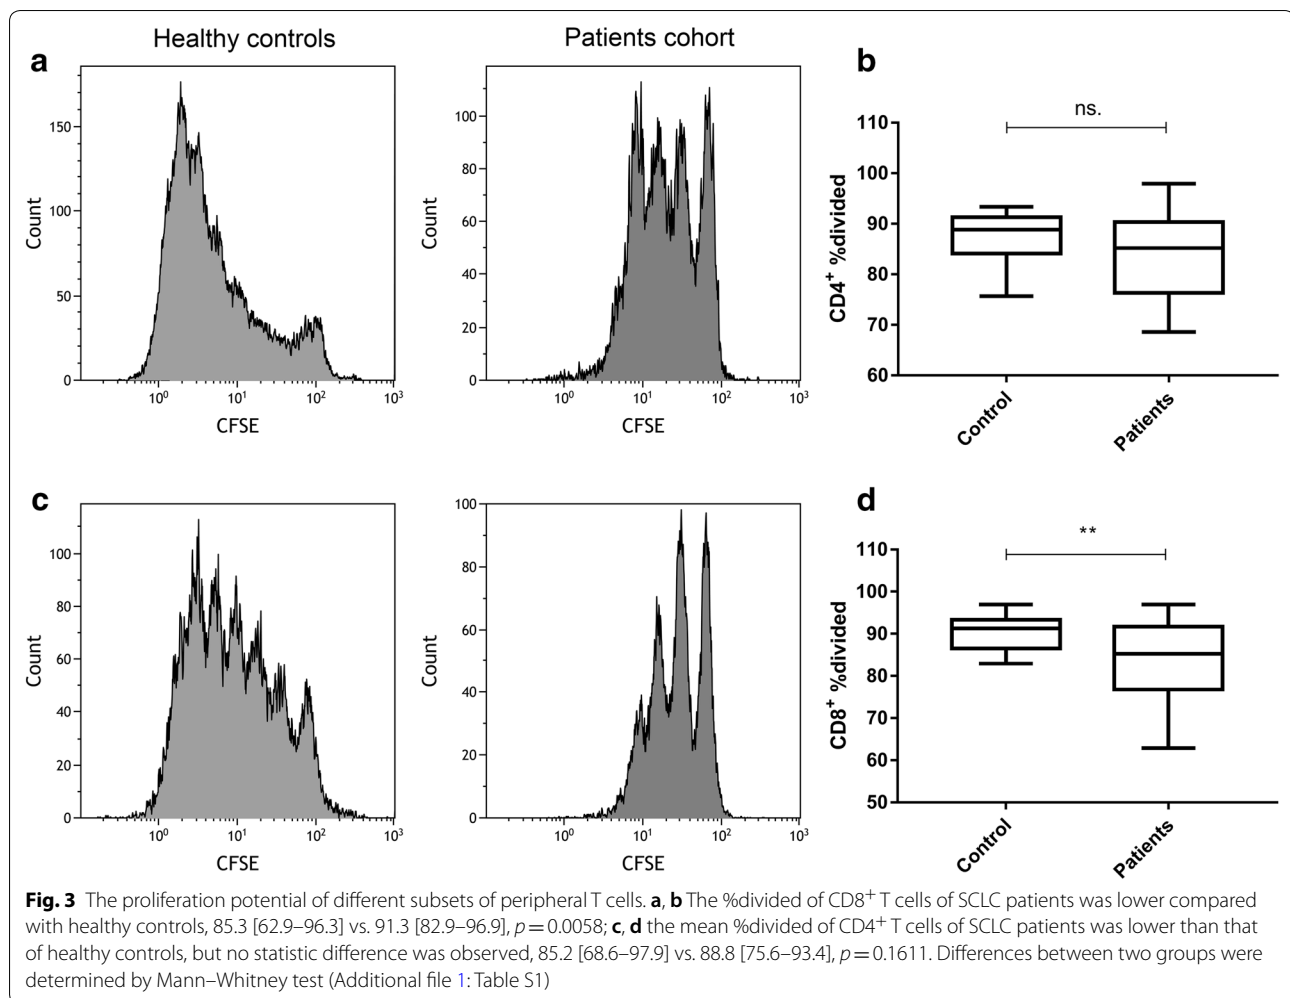 Healthy controls
Patients cohort
a
150
100
50
0
Count
10⁰ 10¹ 10² 10³
CFSE
100
80
60
40
20
0
Count
10⁰ 10¹ 10² 10³
CFSE
b
ns.
110
100
90
80
70
60
CD4⁺ %divided
Control
Patients
c
100
80
60
40
20
0
Count
10⁰ 10¹ 10² 10³
CFSE
100
80
60
40
20
0
Count
10⁰ 10¹ 10² 10³
CFSE
d
**
110
100
90
80
70
60
50
CD8⁺ %divided
Control
Patients
Fig. 3 The proliferation potential of different subsets of peripheral T cells. a, b The %divided of CD8⁺ T cells of SCLC patients was lower compared
with healthy controls, 85.3 [62.9–96.3] vs. 91.3 [82.9–96.9], p = 0.0058; c, d the mean %divided of CD4⁺ T cells of SCLC patients was lower than that
of healthy controls, but no statistic difference was observed, 85.2 [68.6–97.9] vs. 88.8 [75.6–93.4], p = 0.1611. Differences between two groups were
determined by Mann–Whitney test (Additional file 1: Table S1)